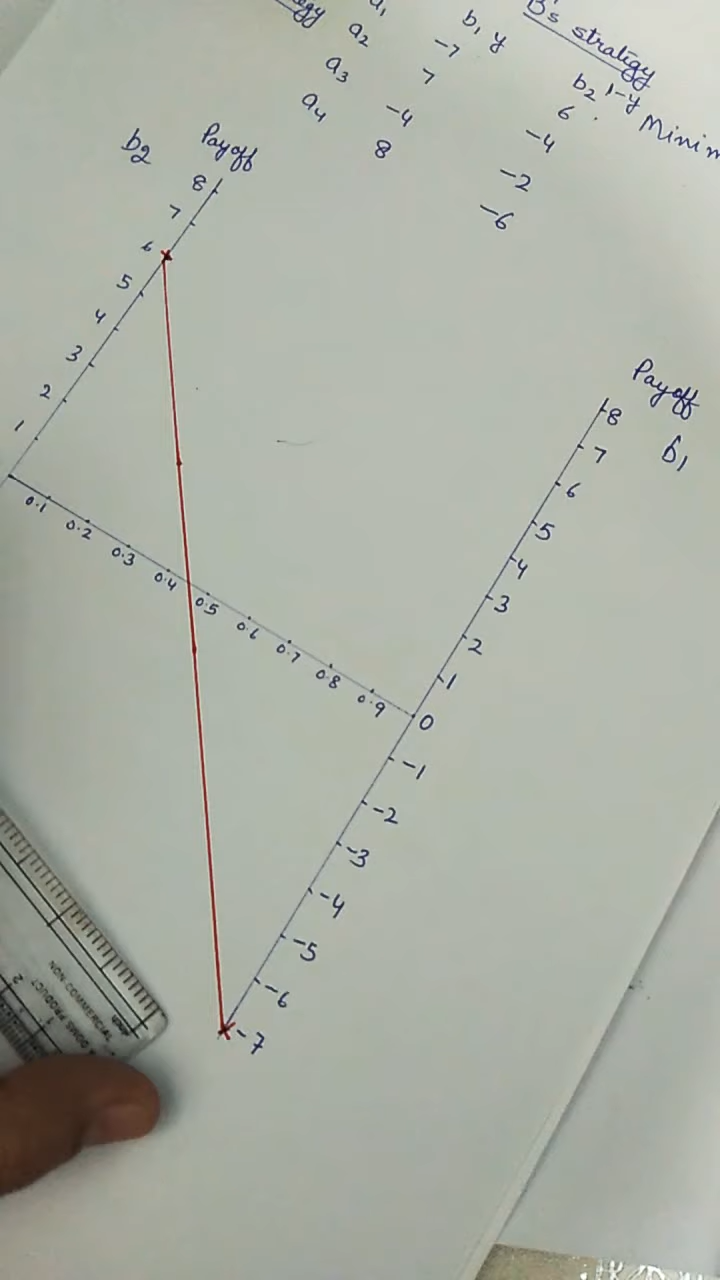 B's strategy
a1 b1 y b2 1-y
a2 -7 6
a3 7 -4 Minim
a4 -4 -2
8 -6
b2 Payoff
8
7
6
5
4
3
2
1
0.1 0.2 0.3 0.4 0.5 0.6 0.7 0.8 0.9
Payoff
b1
8
7
6
5
4
3
2
1
0
-1
-2
-3
-4
-5
-6
-7
NON-COMMERCIAL